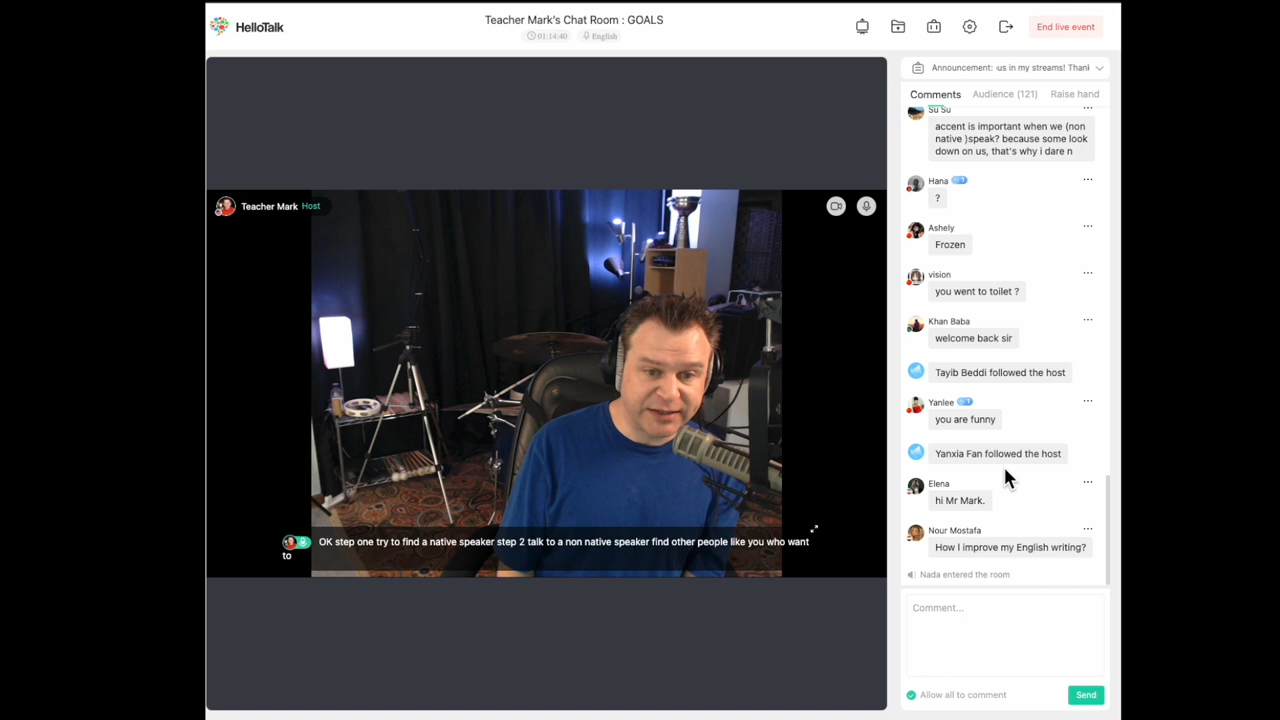 HelloTalk
Teacher Mark's Chat Room : GOALS
01:14:40
English
End live event
Teacher Mark Host
OK step one try to find a native speaker step 2 talk to a non native speaker find other people like you who want
to
Announcement: us in my streams! Thank
Comments Audience (121) Raise hand
Su Su
accent is important when we (non
native )speak? because some look
down on us, that's why i dare n
Hana
?
Ashely
Frozen
vision
you went to toilet ?
Khan Baba
welcome back sir
Tayib Beddi followed the host
Yanlee
you are funny
Yanxia Fan followed the host
Elena
hi Mr Mark.
Nour Mostafa
How I improve my English writing?
Nada entered the room
Comment...
Allow all to comment
Send